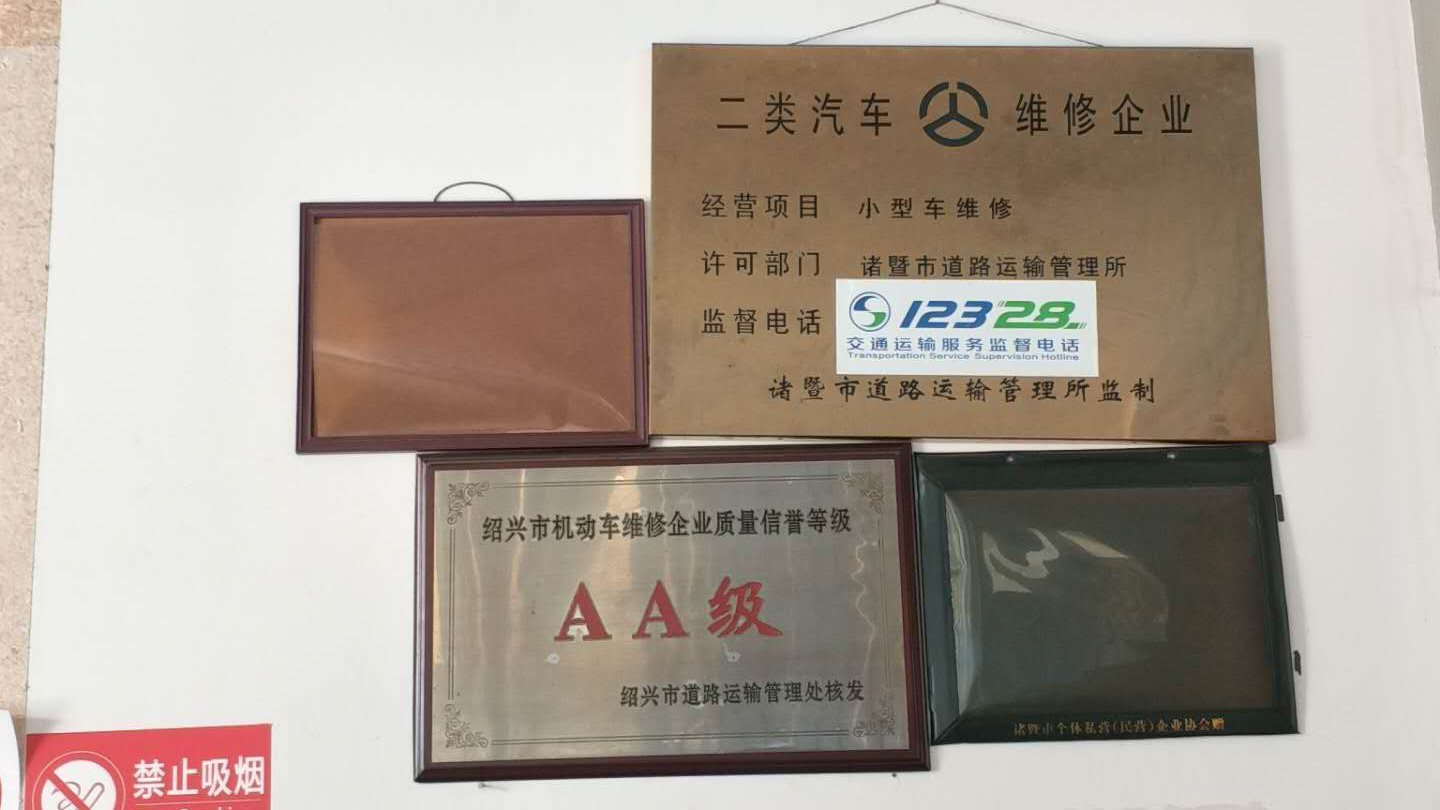 二类汽车维修企业
经营项目 小型车维修
许可部门 诸暨市道路运输管理所
监督电话 12328
交通运输服务监督电话
Transportation Service Supervision Hotline
诸暨市道路运输管理所监制
绍兴市机动车维修企业质量信誉等级
AA级
绍兴市道路运输管理处核发
诸暨市个体私营(民营)企业协会赠
禁止吸烟